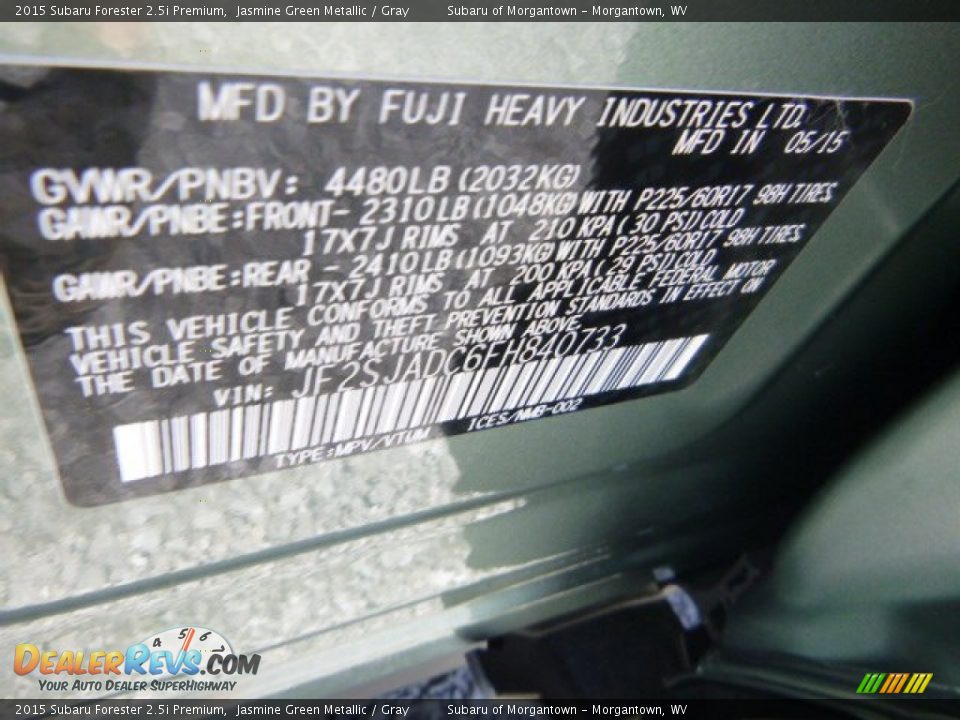 2015 Subaru Forester 2.5i Premium, Jasmine Green Metallic / Gray Subaru of Morgantown - Morgantown, WV
MFD BY FUJI HEAVY INDUSTRIES LTD.
MFD IN 05/15
GVWR/PNBV: 4480LB (2032KG)
GAWR/PNBE: FRONT- 2310LB (1048KG) WITH P225/60R17 98H TIRES
17X7J RIMS AT 210 KPA (30 PSI) COLD
GAWR/PNBE: REAR - 2410LB (1093KG) WITH P225/60R17 98H TIRES
17X7J RIMS AT 200 KPA (29 PSI) COLD
THIS VEHICLE CONFORMS TO ALL APPLICABLE FEDERAL MOTOR
VEHICLE SAFETY AND THEFT PREVENTION STANDARDS IN EFFECT ON
THE DATE OF MANUFACTURE SHOWN ABOVE.
VIN: JF2SJADC6FH840733
TYPE: MPV/VTUM ICES/NMB-002
4 5 6
DEALERREVS.COM
YOUR AUTO DEALER SUPERHIGHWAY
2015 Subaru Forester 2.5i Premium, Jasmine Green Metallic / Gray Subaru of Morgantown - Morgantown, WV